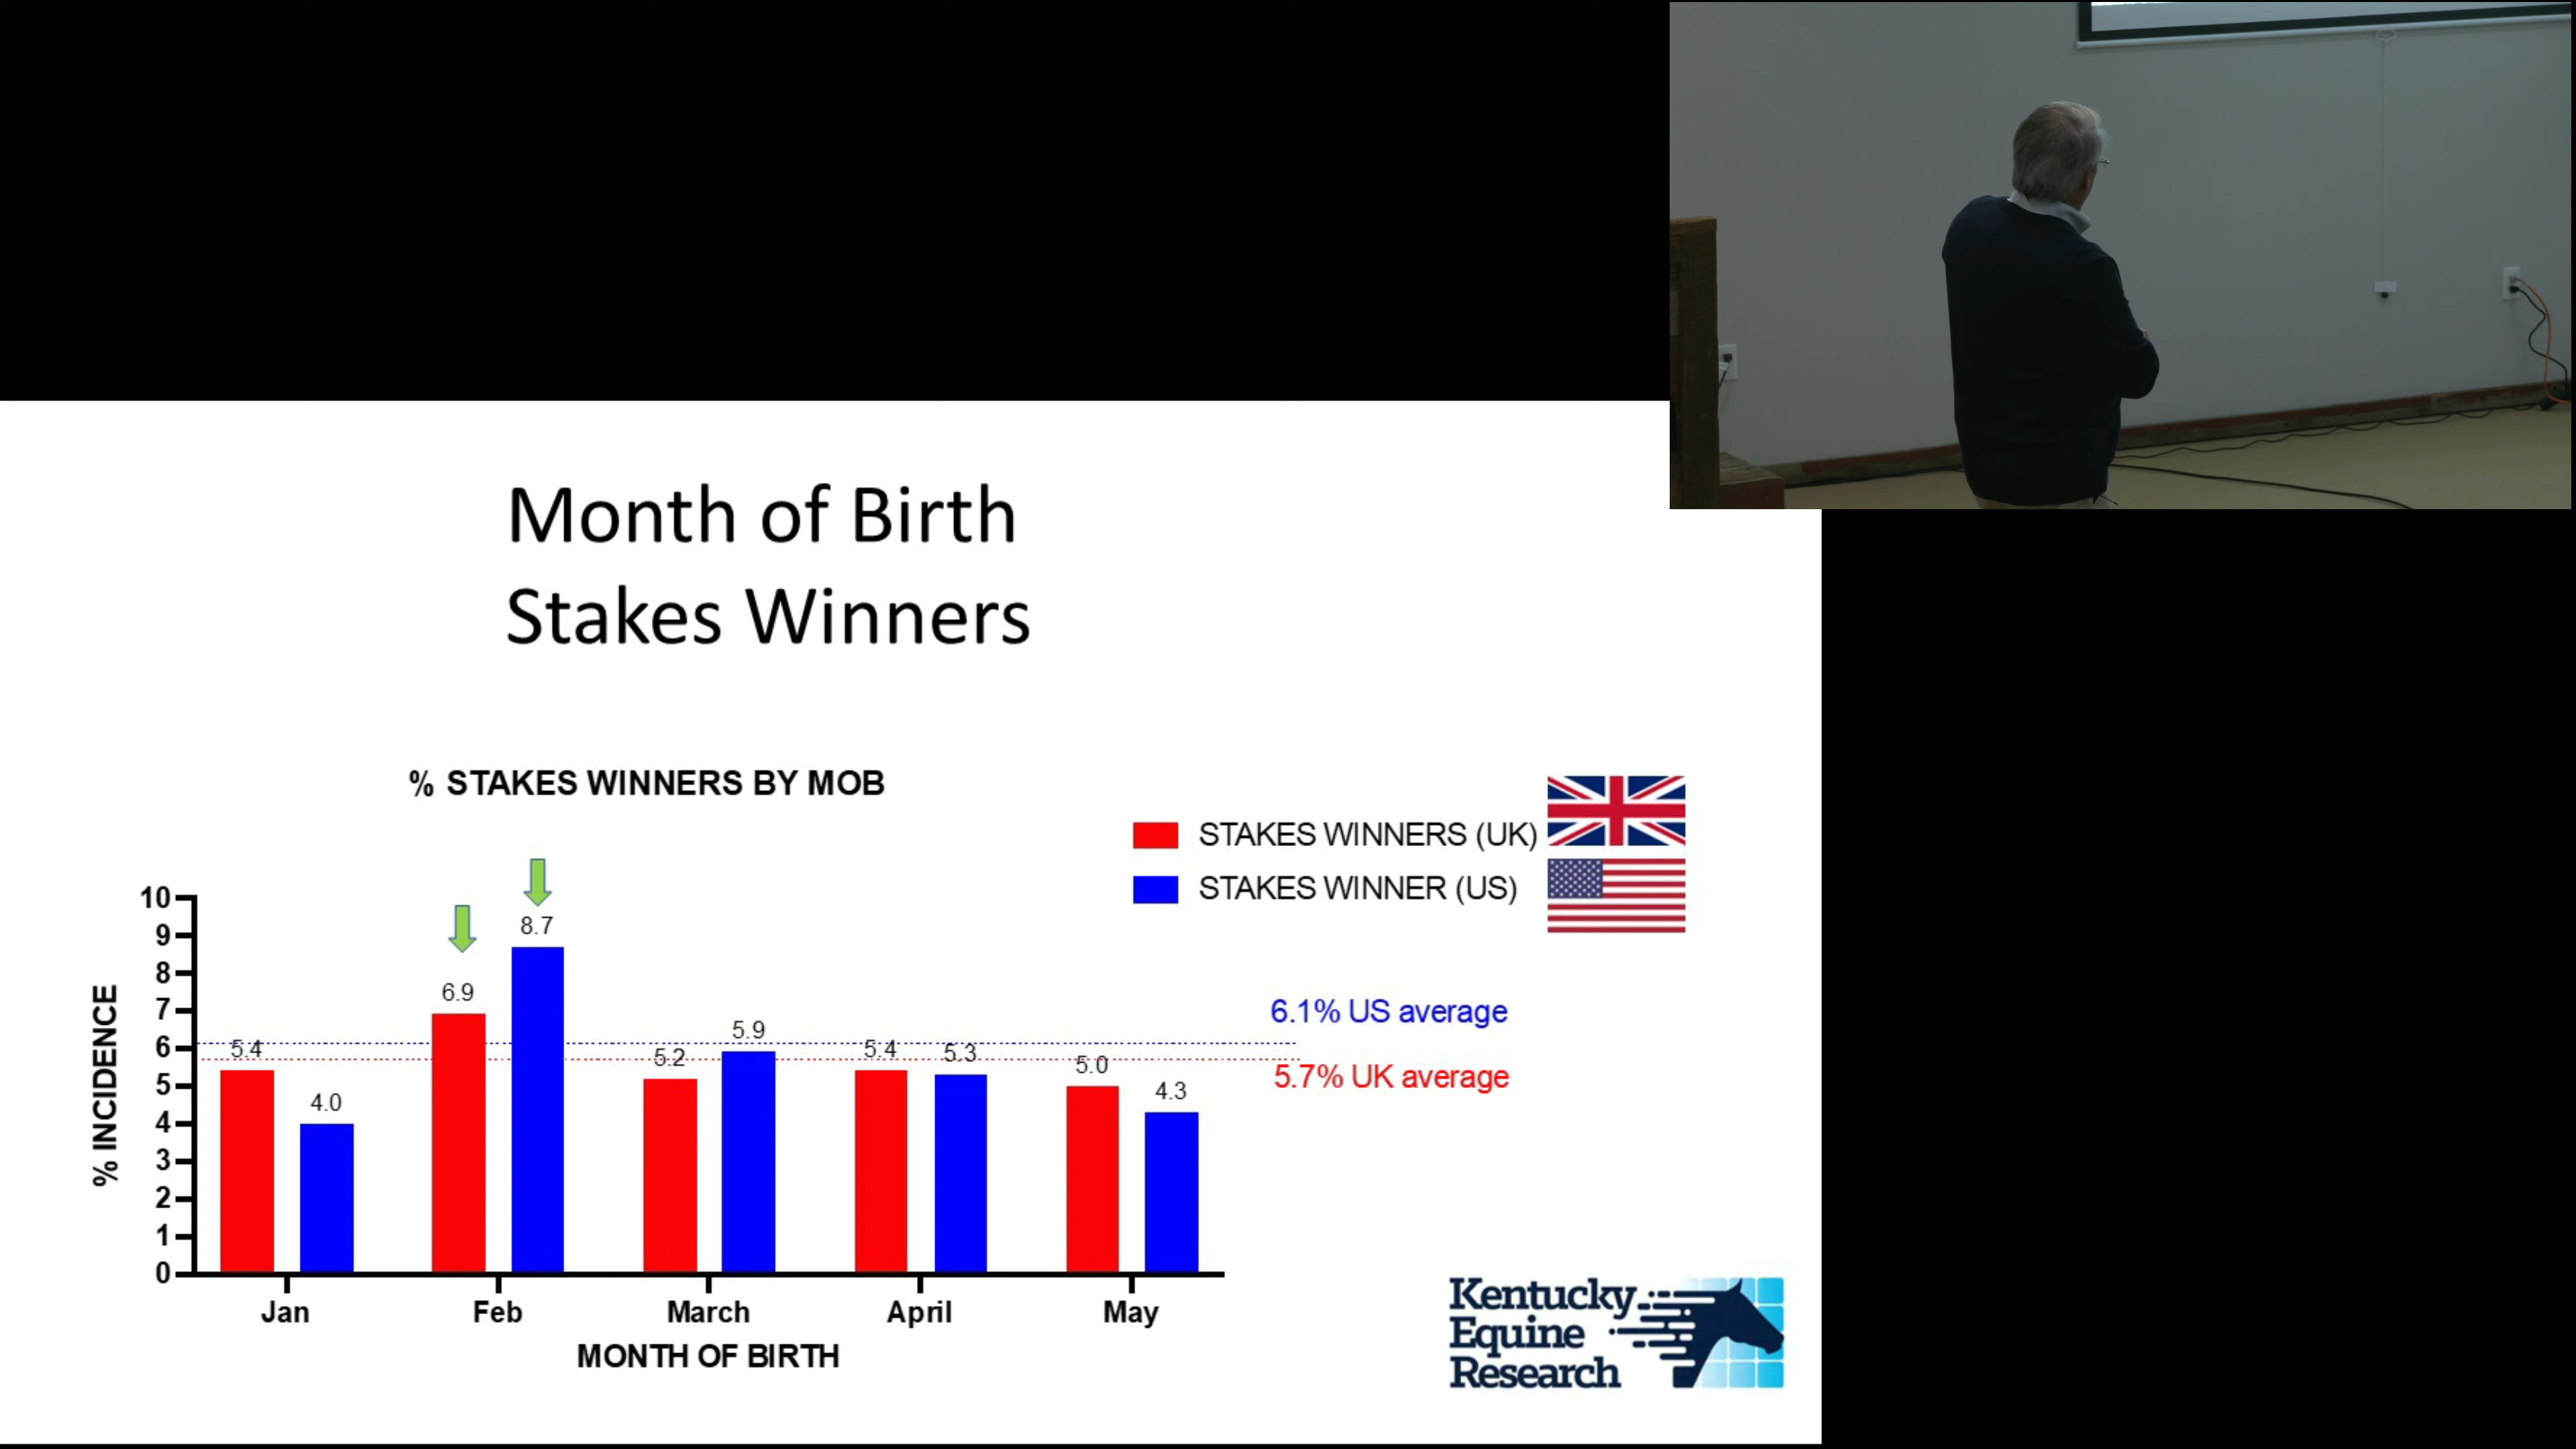 Month of Birth
Stakes Winners
% STAKES WINNERS BY MOB
STAKES WINNERS (UK)
STAKES WINNER (US)
10
9
8
7
6
5
4
3
2
1
0
% INCIDENCE
5.4
4.0
6.9
8.7
5.2
5.9
5.4
5.3
5.0
4.3
6.1% US average
5.7% UK average
Jan
Feb
March
April
May
MONTH OF BIRTH
Kentucky
Equine
Research